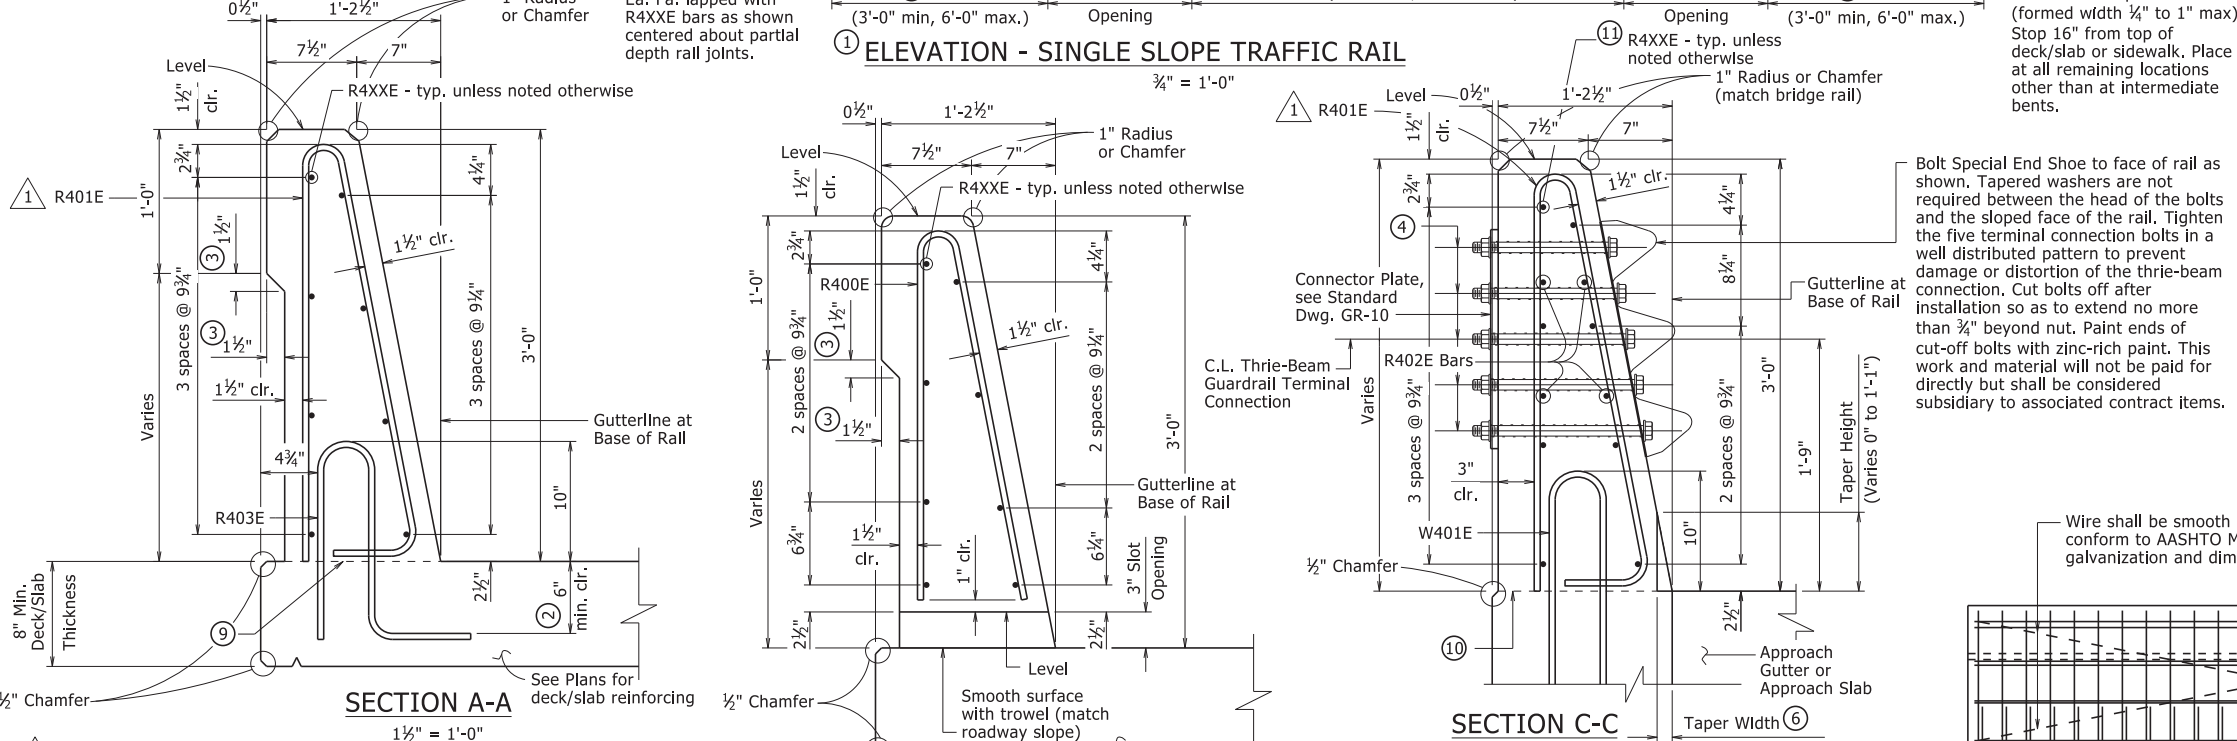 0½"
1'-2½"
1" Radius
or Chamfer
Ea. Fa. lapped with
R4XXE bars as shown
centered about partial
depth rail joints.
7½"
7"
Level
1½"
clr.
R4XXE - typ. unless noted otherwise
2¾"
4¼"
1 R401E
1'-0"
3 1½"
3 spaces @ 9¾"
1½" clr.
3 spaces @ 9¼"
3'-0"
3
1½"
1½" clr.
Varies
Gutterline at
Base of Rail
4¾"
10"
R403E
8" Min.
Deck/Slab
Thickness
2½"
2 6"
min. clr.
9
½" Chamfer
See Plans for
deck/slab reinforcing
SECTION A-A
1½" = 1'-0"
(3'-0" min, 6'-0" max.)
Opening
Opening
(3'-0" min, 6'-0" max.)
1 ELEVATION - SINGLE SLOPE TRAFFIC RAIL
¾" = 1'-0"
0½"
1'-2½"
1" Radius
or Chamfer
Level
7½"
7"
1½"
clr.
R4XXE - typ. unless noted otherwise
2¾"
4¼"
1'-0"
R400E
3 1½"
2 spaces @ 9¾"
1½" clr.
2 spaces @ 9¼"
3'-0"
3 1½"
Varies
Gutterline at
Base of Rail
6¾"
1½"
clr.
1" clr.
6¼"
3" Slot
Opening
2½"
2½"
Level
½" Chamfer
Smooth surface
with trowel (match
roadway slope)
11 R4XXE - typ. unless
noted otherwise
1" Radius or Chamfer
(match bridge rail)
Level
0½"
1'-2½"
1 R401E
1½"
clr.
7½"
7"
2¾"
1½" clr.
4¼"
4
8¼"
Connector Plate,
see Standard
Dwg. GR-10
Gutterline at
Base of Rail
C.L. Thrie-Beam
Guardrail Terminal
Connection
R402E Bars
Varies
3 spaces @ 9¾"
3"
clr.
2 spaces @ 9¾"
3'-0"
1'-9"
Taper Height
(Varies 0" to 1'-1")
W401E
10"
½" Chamfer
2½"
10
Approach
Gutter or
Approach Slab
SECTION C-C
Taper Width 6
(formed width ¼" to 1" max)
Stop 16" from top of
deck/slab or sidewalk. Place
at all remaining locations
other than at intermediate
bents.
Bolt Special End Shoe to face of rail as
shown. Tapered washers are not
required between the head of the bolts
and the sloped face of the rail. Tighten
the five terminal connection bolts in a
well distributed pattern to prevent
damage or distortion of the thrie-beam
connection. Cut bolts off after
installation so as to extend no more
than ¾" beyond nut. Paint ends of
cut-off bolts with zinc-rich paint. This
work and material will not be paid for
directly but shall be considered
subsidiary to associated contract items.
Wire shall be smooth
conform to AASHTO M
galvanization and dim